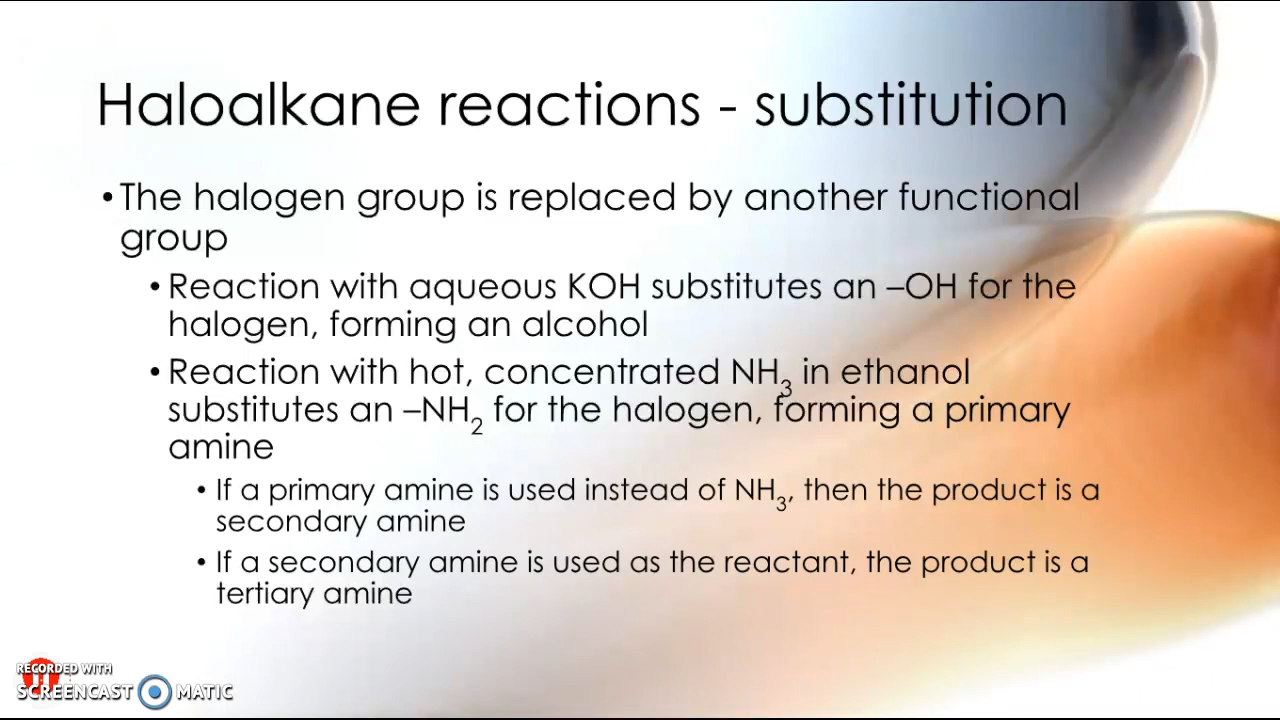 Haloalkane reactions - substitution
•The halogen group is replaced by another functional
group
•Reaction with aqueous KOH substitutes an –OH for the
halogen, forming an alcohol
•Reaction with hot, concentrated NH₃ in ethanol
substitutes an –NH₂ for the halogen, forming a primary
amine
• If a primary amine is used instead of NH₃, then the product is a
secondary amine
• If a secondary amine is used as the reactant, the product is a
tertiary amine
RECORDED WITH
SCREENCAST MATIC